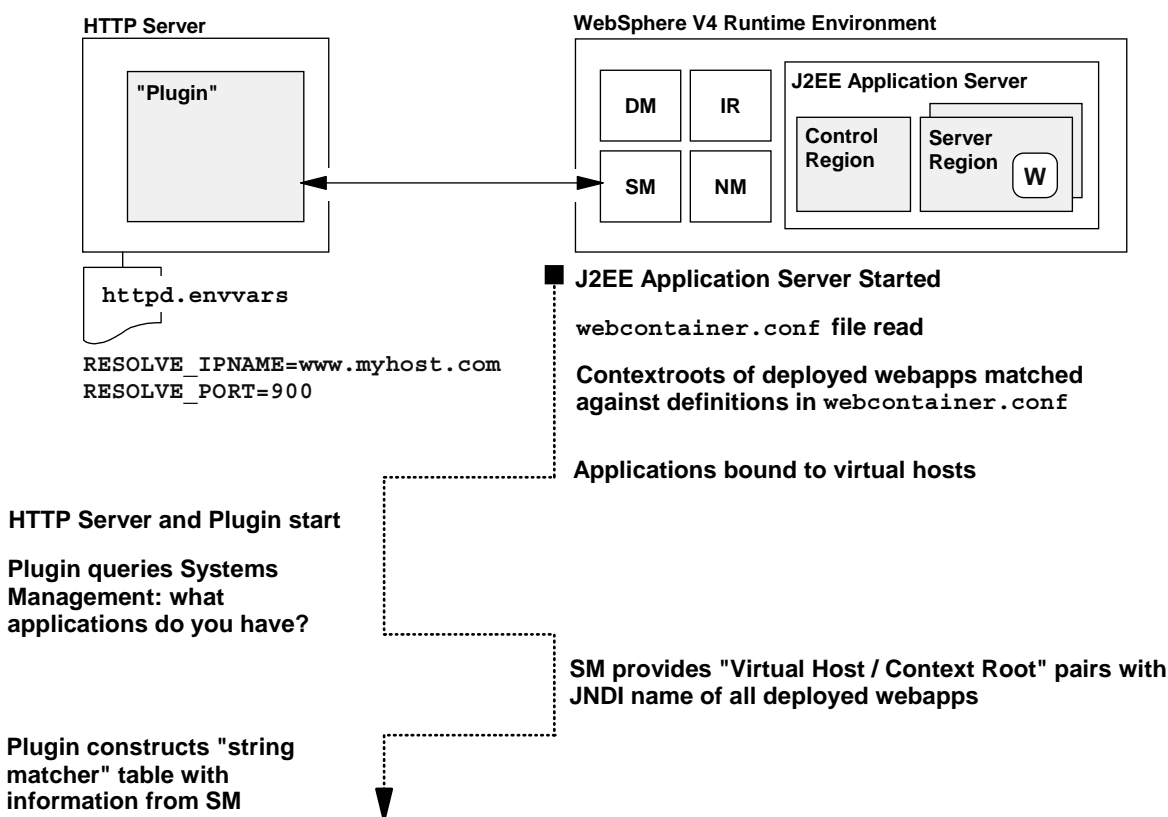 HTTP Server
WebSphere V4 Runtime Environment
"Plugin"
DM
IR
SM
NM
J2EE Application Server
Control
Region
Server
Region
W
httpd.envvars
RESOLVE_IPNAME=www.myhost.com
RESOLVE_PORT=900
J2EE Application Server Started
webcontainer.conf file read
Contextroots of deployed webapps matched
against definitions in webcontainer.conf
Applications bound to virtual hosts
HTTP Server and Plugin start
Plugin queries Systems
Management: what
applications do you have?
SM provides "Virtual Host / Context Root" pairs with
JNDI name of all deployed webapps
Plugin constructs "string
matcher" table with
information from SM